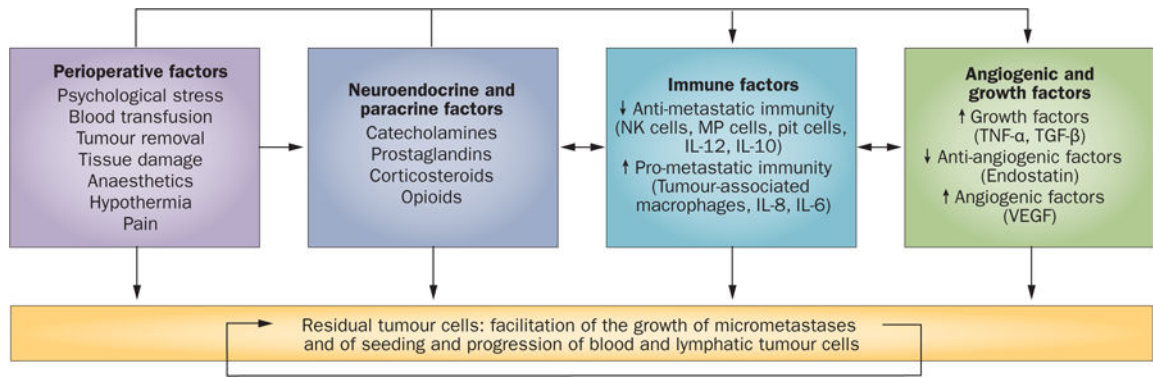 Perioperative factors
Psychological stress
Blood transfusion
Tumour removal
Tissue damage
Anaesthetics
Hypothermia
Pain
Neuroendocrine and
paracrine factors
Catecholamines
Prostaglandins
Corticosteroids
Opioids
Immune factors
↓ Anti-metastatic immunity
(NK cells, MP cells, pit cells,
IL-12, IL-10)
↑ Pro-metastatic immunity
(Tumour-associated
macrophages, IL-8, IL-6)
Angiogenic and
growth factors
↑ Growth factors
(TNF-α, TGF-β)
↓ Anti-angiogenic factors
(Endostatin)
↑ Angiogenic factors
(VEGF)
Residual tumour cells: facilitation of the growth of micrometastases
and of seeding and progression of blood and lymphatic tumour cells